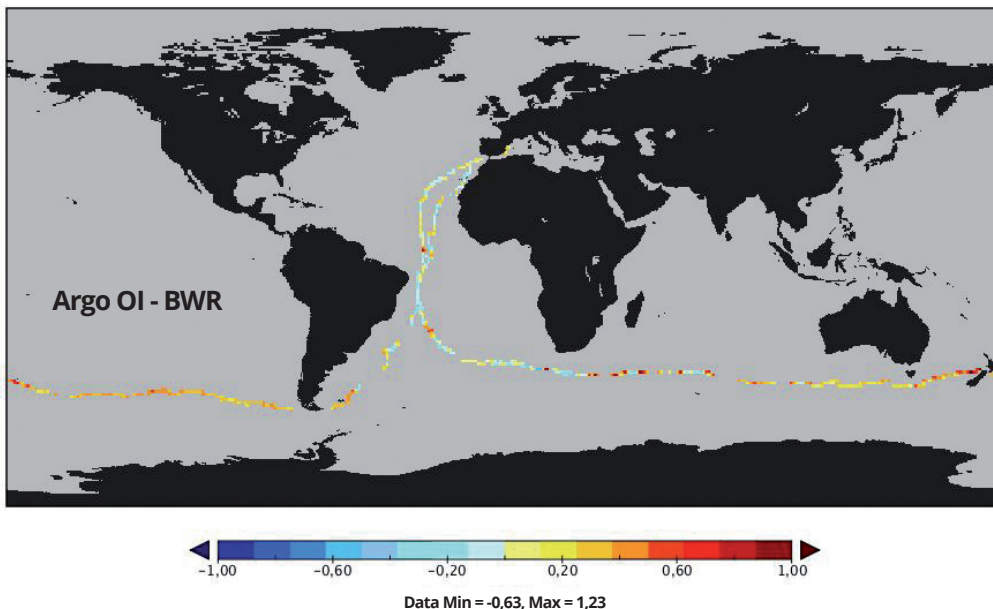 Argo OI - BWR
-1,00 -0,60 -0,20 0,20 0,60 1,00
Data Min = -0,63, Max = 1,23